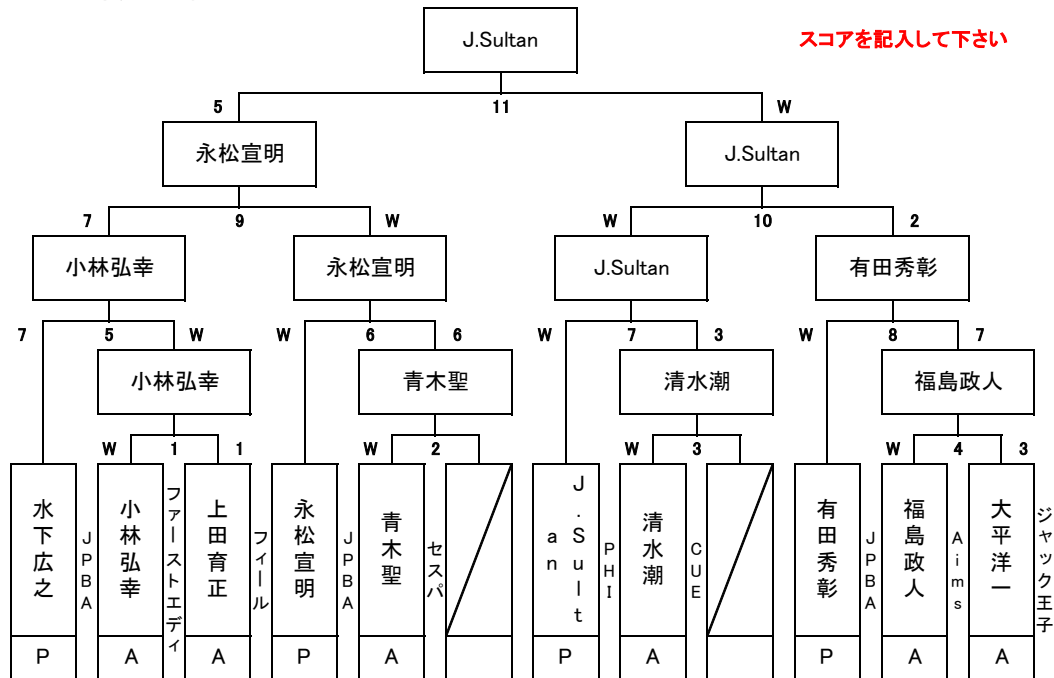 J.Sultan
スコアを記入して下さい
5 11 W
永松宣明 J.Sultan
7 9 W W 10 2
小林弘幸 永松宣明 J.Sultan 有田秀彰
7 5 W W 6 6 W 7 3 W 8 7
小林弘幸 青木聖 清水潮 福島政人
W 1 1 W 2 W 3 W 4 3
水下広之
JPBA
小林弘幸
ファーストエディ
上田育正
フィール
永松宣明
JPBA
青木聖
セスパ
J.Sult
an
PHI
清水潮
CUE
有田秀彰
JPBA
福島政人
Aims
大平洋一
ジャック王子
P A A P A P A P A A